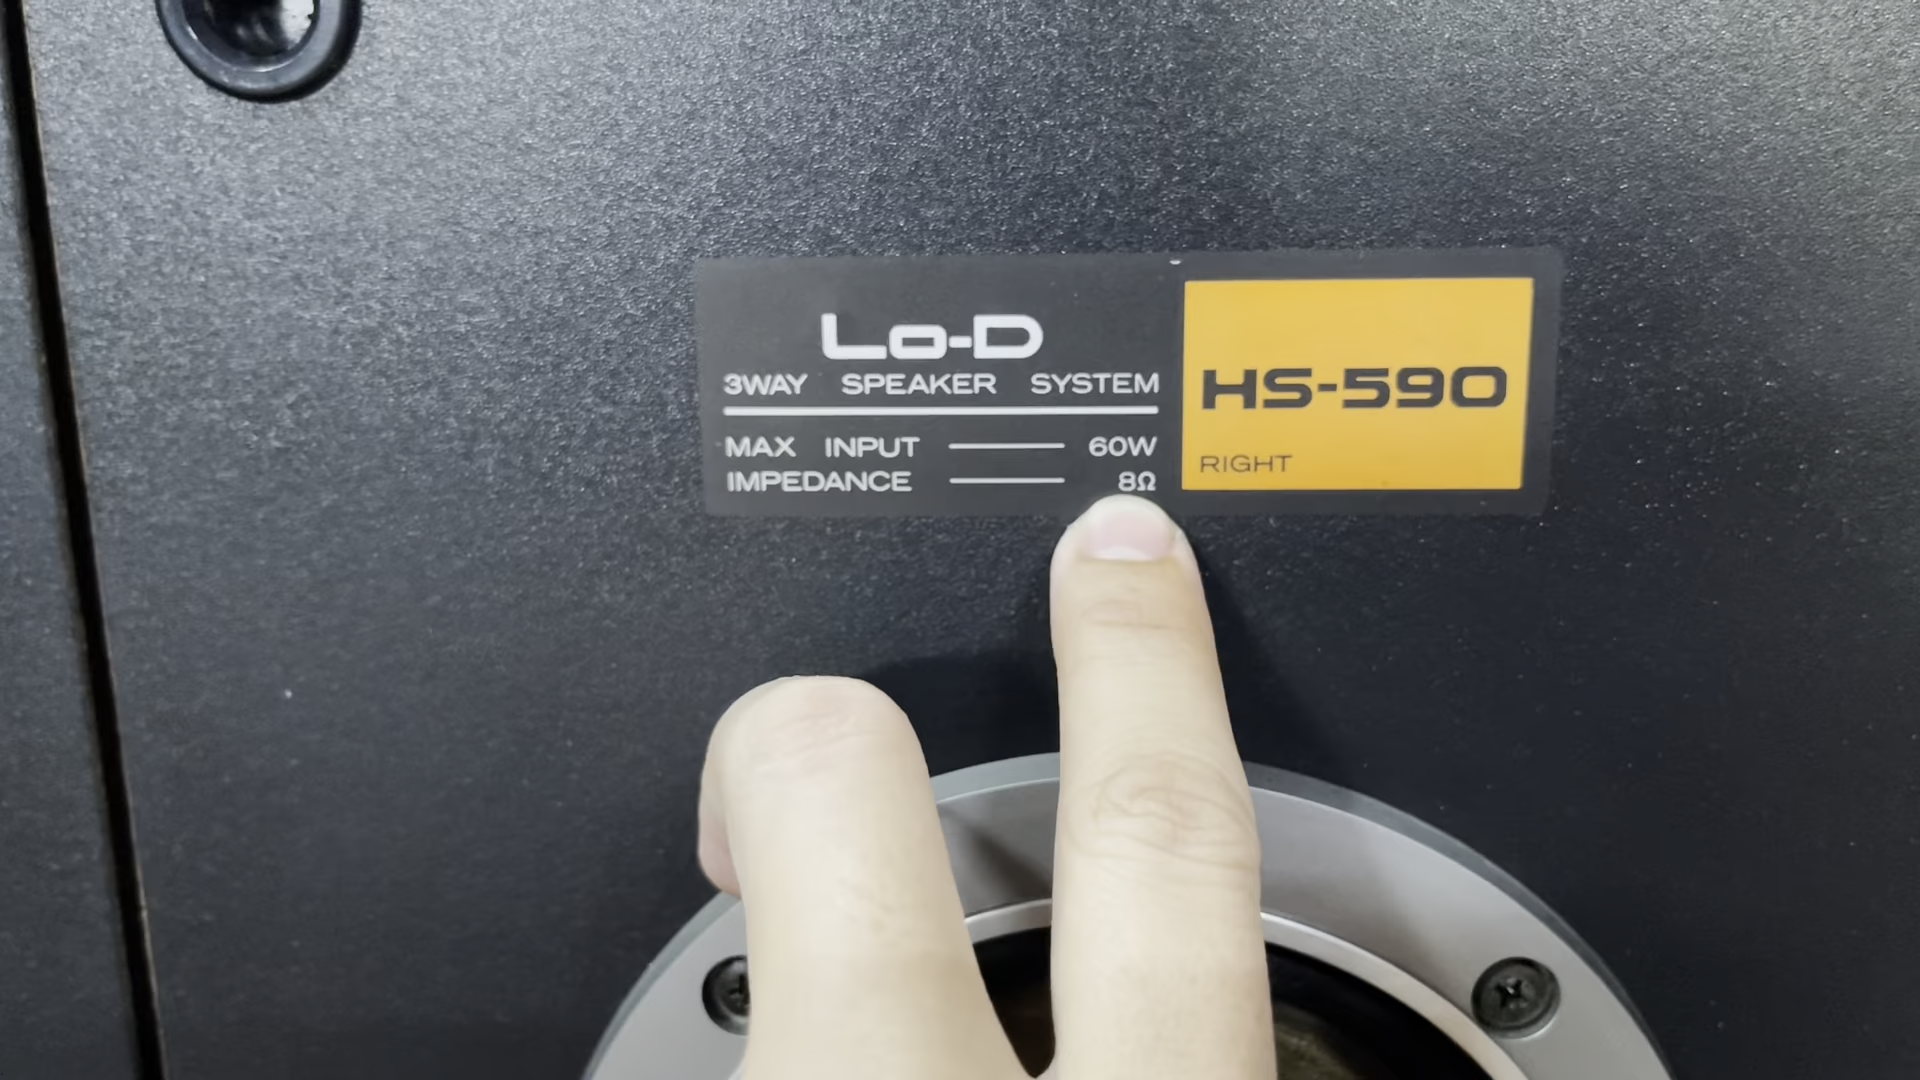 Lo-D
3WAY SPEAKER SYSTEM
MAX INPUT 60W
IMPEDANCE 8Ω
HS-590
RIGHT